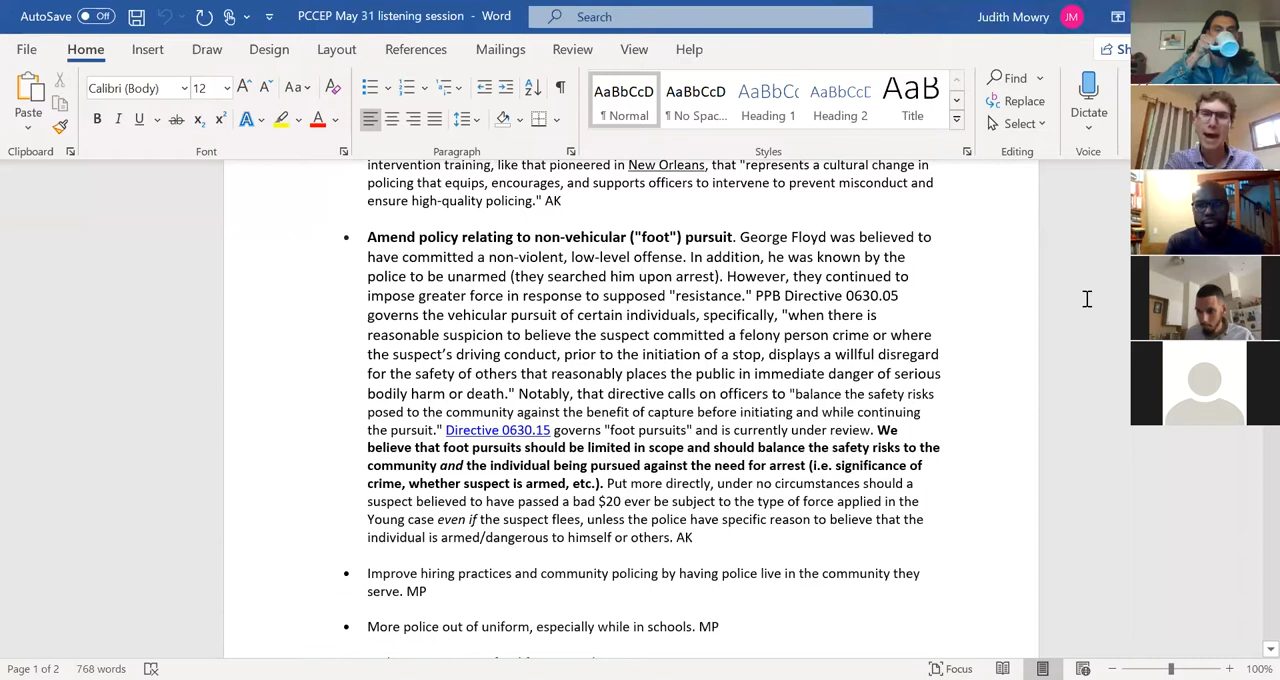 AutoSave Off PCCEP May 31 listening session - Word Search Judith Mowry JM
File Home Insert Draw Design Layout References Mailings Review View Help Sh
Calibri (Body) 12 Aa AaBbCcD AaBbCcD AaBbCc AaBbCcE AaB Find
Paste Replace Dictate
B I U ab x₂ x² A A ¶ Normal ¶ No Spac... Heading 1 Heading 2 Title Select
Clipboard Font Paragraph Styles Editing Voice
intervention training, like that pioneered in New Orleans, that "represents a cultural change in
policing that equips, encourages, and supports officers to intervene to prevent misconduct and
ensure high-quality policing." AK
• Amend policy relating to non-vehicular ("foot") pursuit. George Floyd was believed to
have committed a non-violent, low-level offense. In addition, he was known by the
police to be unarmed (they searched him upon arrest). However, they continued to
impose greater force in response to supposed "resistance." PPB Directive 0630.05
governs the vehicular pursuit of certain individuals, specifically, "when there is
reasonable suspicion to believe the suspect committed a felony person crime or where
the suspect's driving conduct, prior to the initiation of a stop, displays a willful disregard
for the safety of others that reasonably places the public in immediate danger of serious
bodily harm or death." Notably, that directive calls on officers to "balance the safety risks
posed to the community against the benefit of capture before initiating and while continuing
the pursuit." Directive 0630.15 governs "foot pursuits" and is currently under review. We
believe that foot pursuits should be limited in scope and should balance the safety risks to the
community and the individual being pursued against the need for arrest (i.e. significance of
crime, whether suspect is armed, etc.). Put more directly, under no circumstances should a
suspect believed to have passed a bad $20 ever be subject to the type of force applied in the
Young case even if the suspect flees, unless the police have specific reason to believe that the
individual is armed/dangerous to himself or others. AK
• Improve hiring practices and community policing by having police live in the community they
serve. MP
• More police out of uniform, especially while in schools. MP
Page 1 of 2 768 words Focus 100%